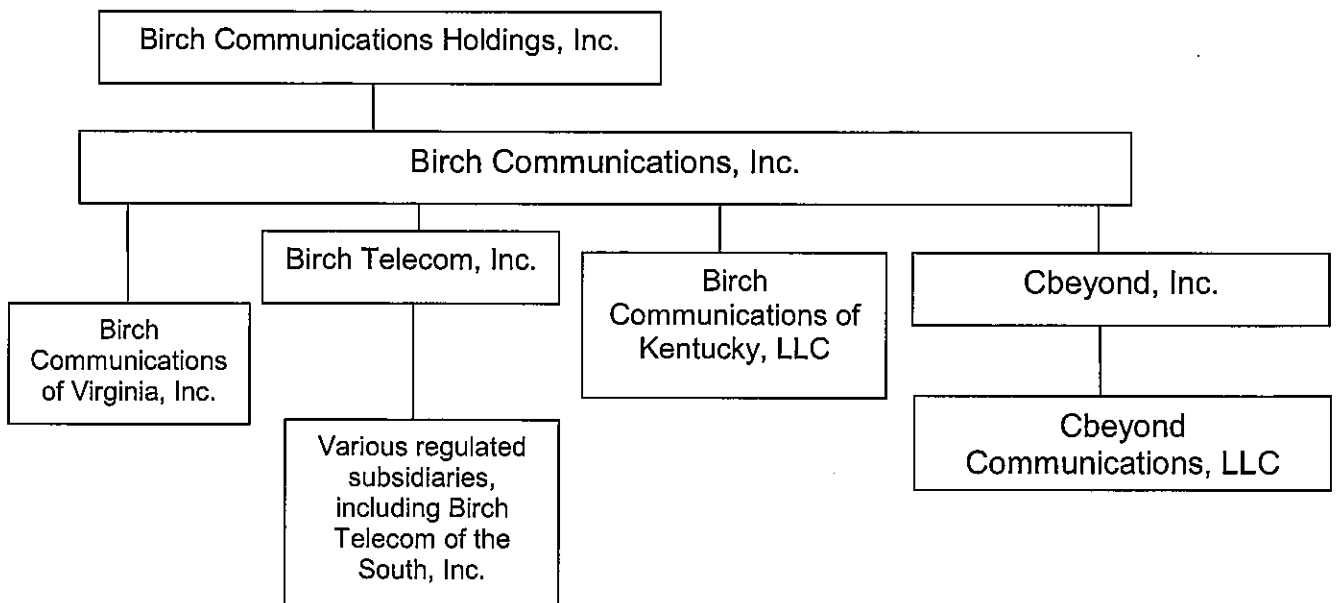 Birch Communications Holdings, Inc.
Birch Communications, Inc.
Birch Telecom, Inc.
Birch
Communications of
Kentucky, LLC
Cbeyond, Inc.
Birch
Communications
of Virginia, Inc.
Various regulated
subsidiaries,
including Birch
Telecom of the
South, Inc.
Cbeyond
Communications, LLC